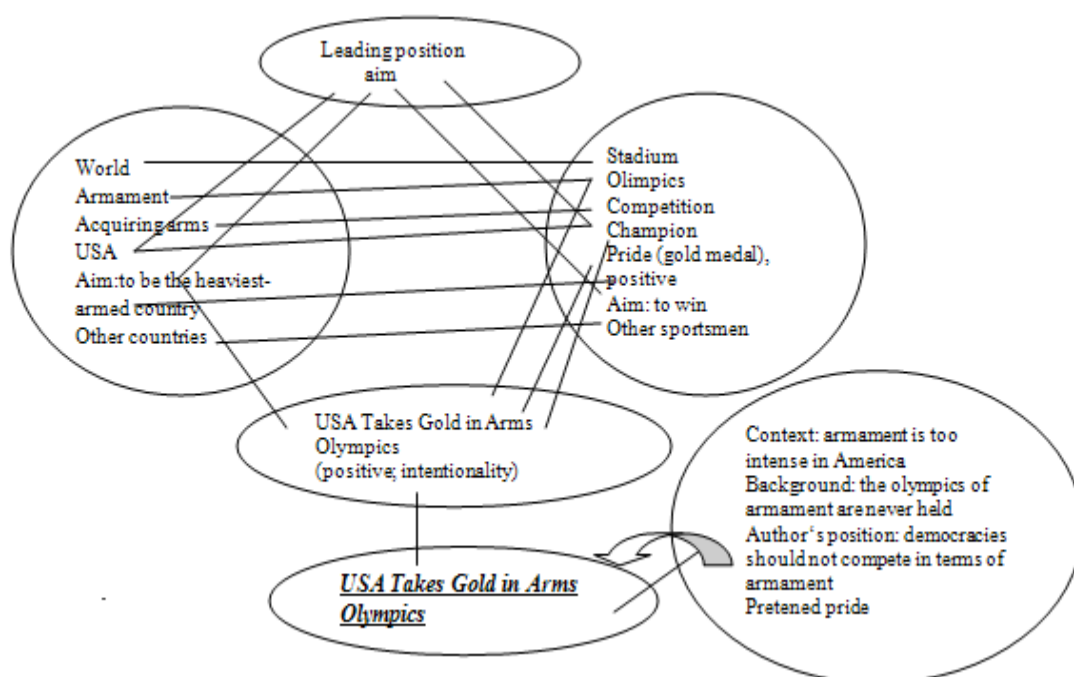 Leading position
aim
World
Armament
Acquiring arms
USA
Aim:to be the heaviest-
armed country
Other countries
Stadium
Olimpics
Competition
Champion
Pride (gold medal),
positive
Aim: to win
Other sportsmen
USA Takes Gold in Arms
Olympics
(positive; intentionality)
Context: armament is too
intense in America
Background: the olympics of
armament are never held
Author‘s position: democracies
should not compete in terms of
armament
Pretened pride
USA Takes Gold in Arms
Olympics